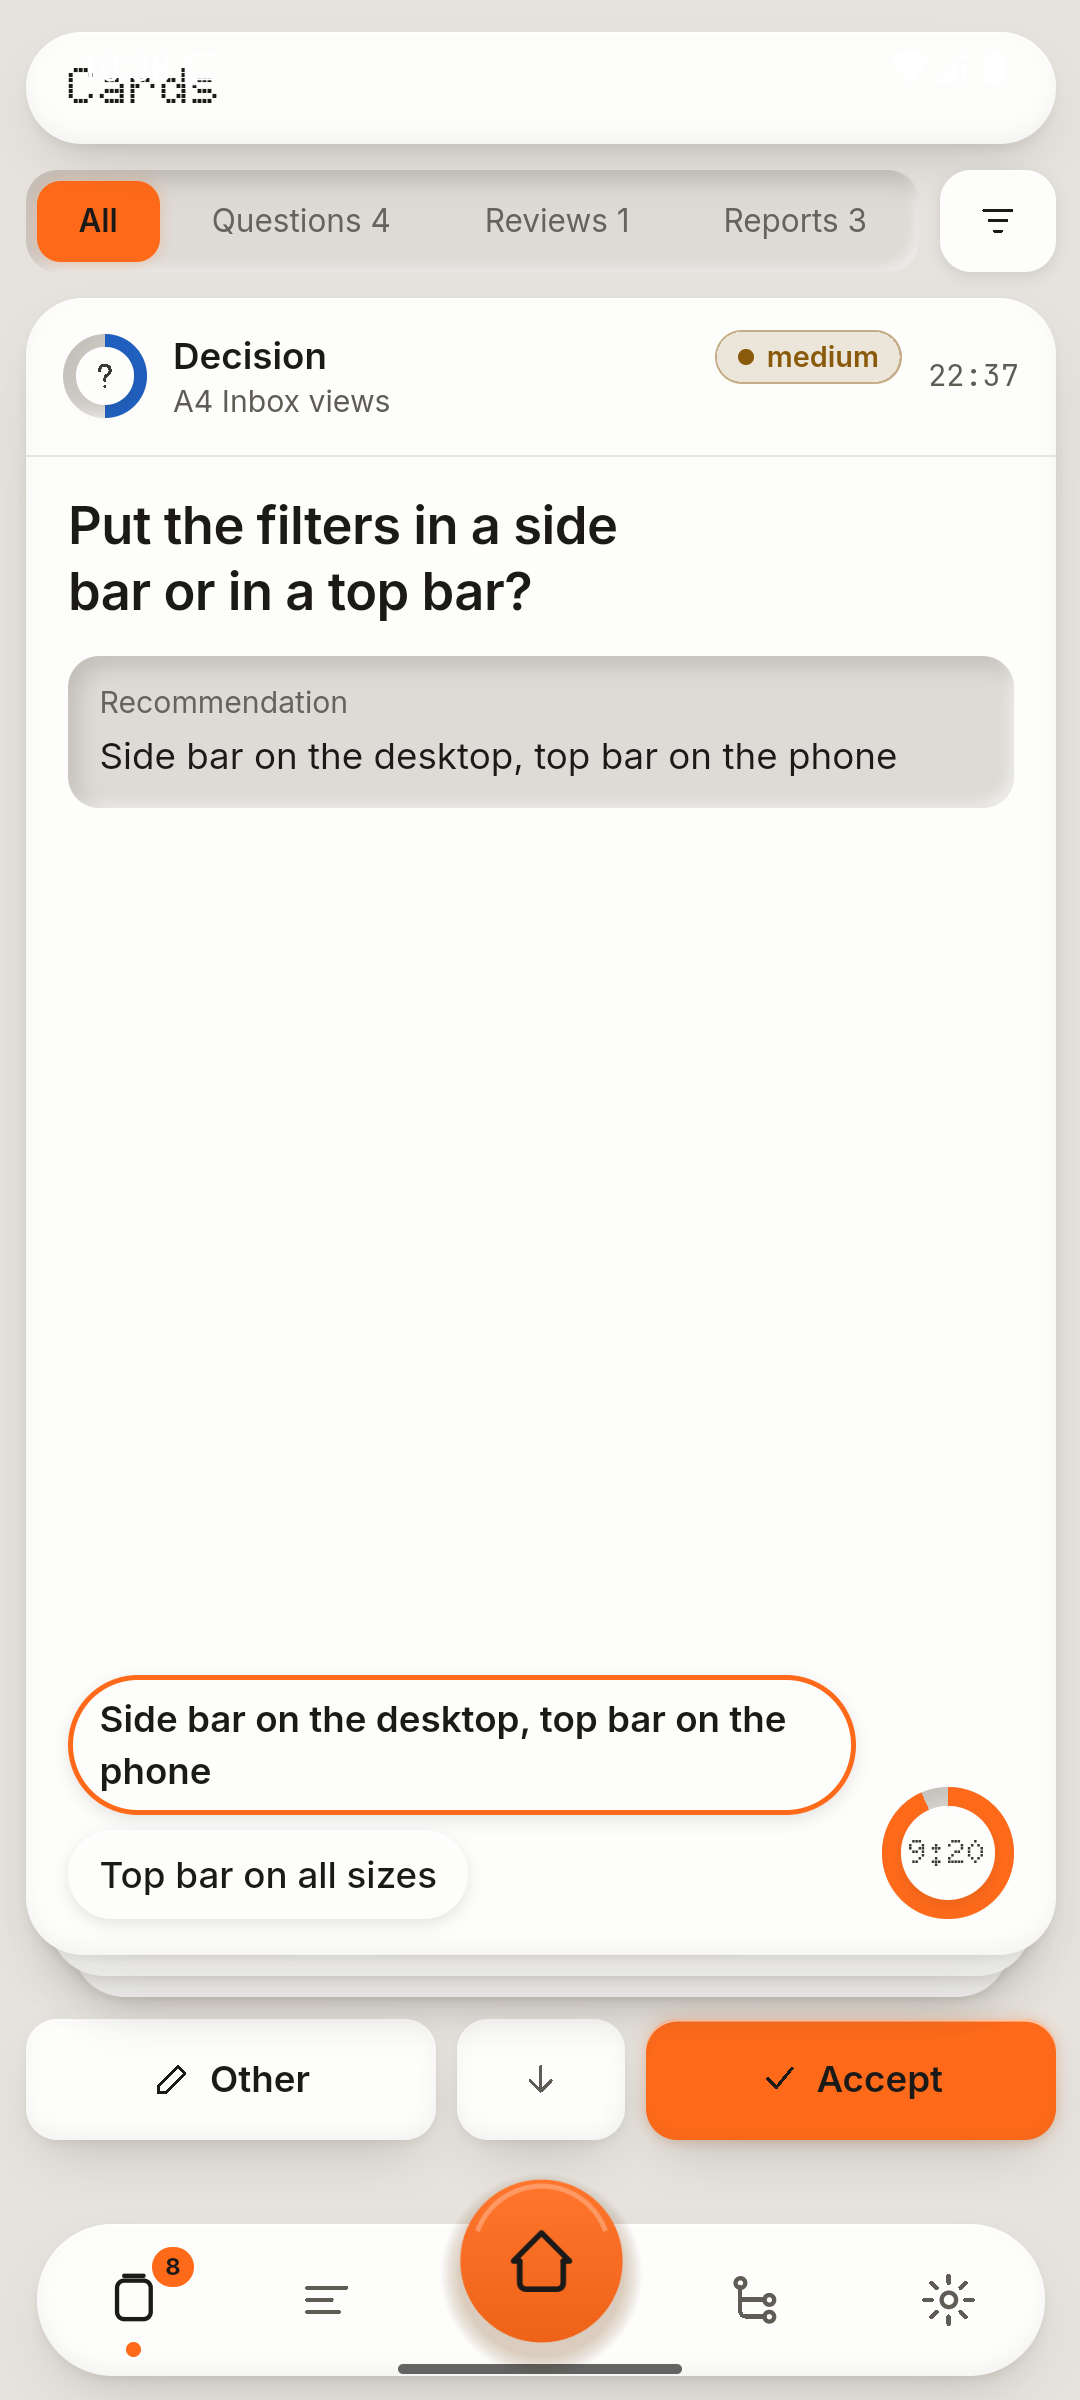 Cards
All
Questions 4
Reviews 1
Reports 3
?
Decision
A4 Inbox views
medium
22:37
Put the filters in a side
bar or in a top bar?
Recommendation
Side bar on the desktop, top bar on the phone
Side bar on the desktop, top bar on the
phone
Top bar on all sizes
9:20
Other
Accept
8